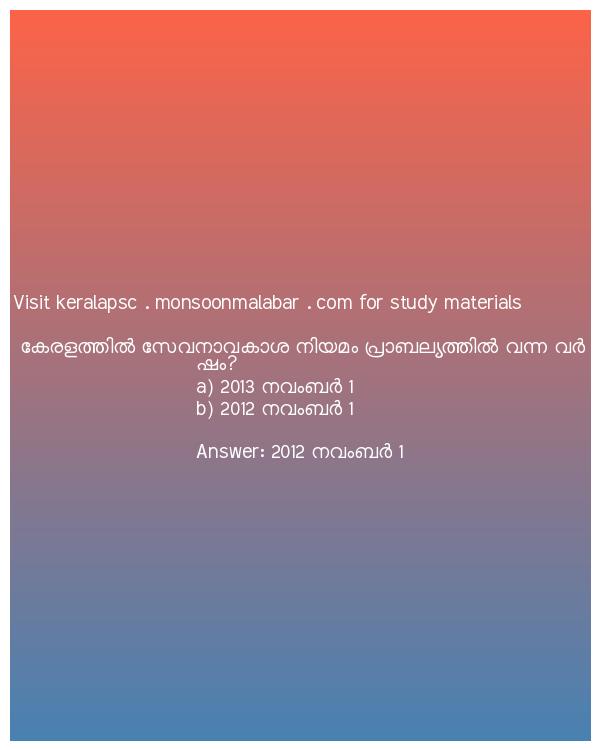 Visit keralapsc . monsoonmalabar . com for study materials
കേരളത്തിൽ സേവനാവകാശ നിയമം പ്രാബല്യത്തിൽ വന്ന വർ
ഷം?
a) 2013 നവംബർ 1
b) 2012 നവംബർ 1
Answer: 2012 നവംബർ 1